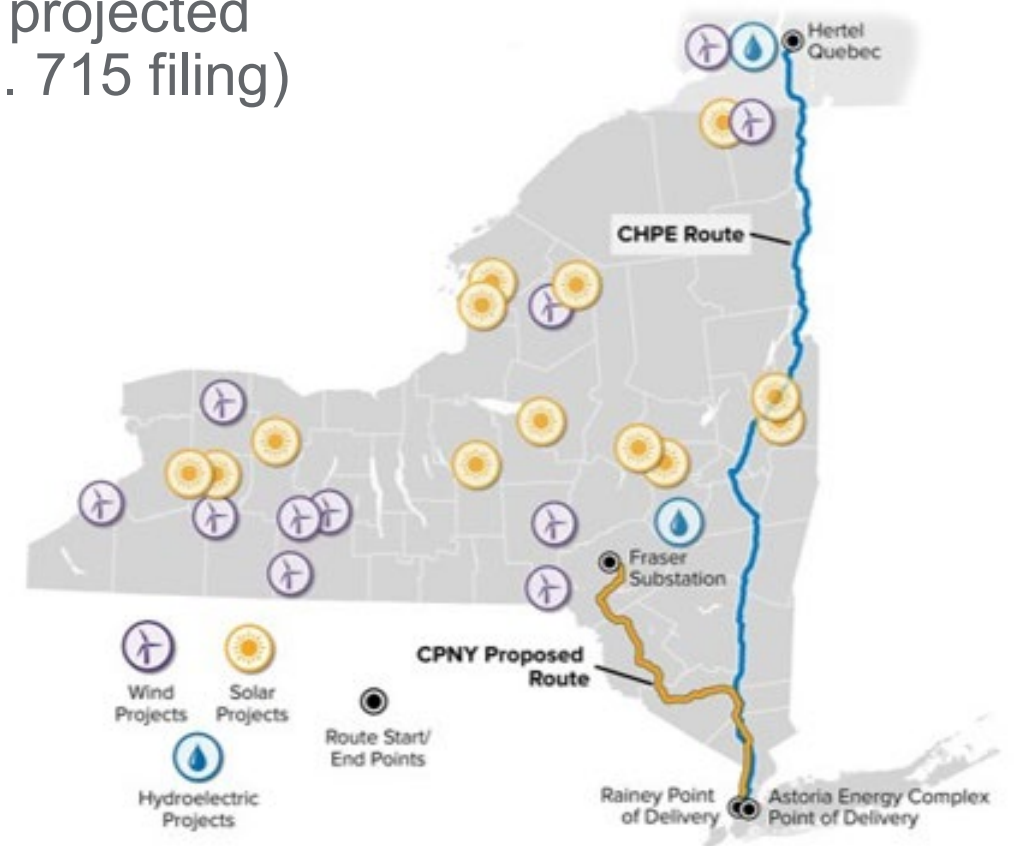 projected
. 715 filing)
Hertel
Quebec
CHPE Route
Fraser
Substation
CPNY Proposed
Route
Wind
Projects
Solar
Projects
Route Start/
End Points
Hydroelectric
Projects
Rainey Point
of Delivery
Astoria Energy Complex
Point of Delivery